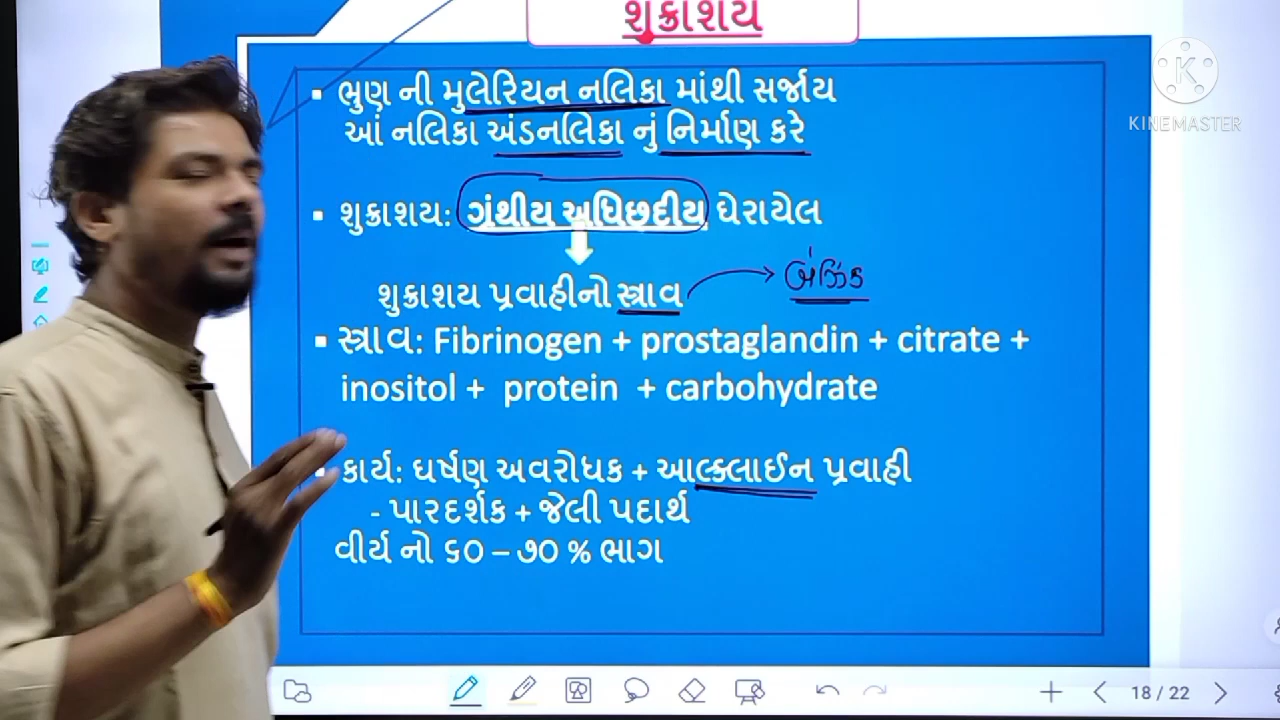 શુક્રાશય
ભુણ ની મુલેરિયન નલિકા માંથી સર્જાય
આં નલિકા અંડનલિકા નું નિર્માણ કરે
શુક્રાશય: ગ્રંથીય અધિછદીય ઘેરાયેલ
શુક્રાશય પ્રવાહીનો સ્ત્રાવ
સ્ત્રાવ: Fibrinogen + prostaglandin + citrate +
inositol + protein + carbohydrate
કાર્ય: ઘર્ષણ અવરોધક + આલ્ક્લાઈન પ્રવાહી
- પારદર્શક + જેલી પદાર્થ
વીર્ય નો ૬૦ – ૭૦ % ભાગ
K
KINEMASTER
18 / 22